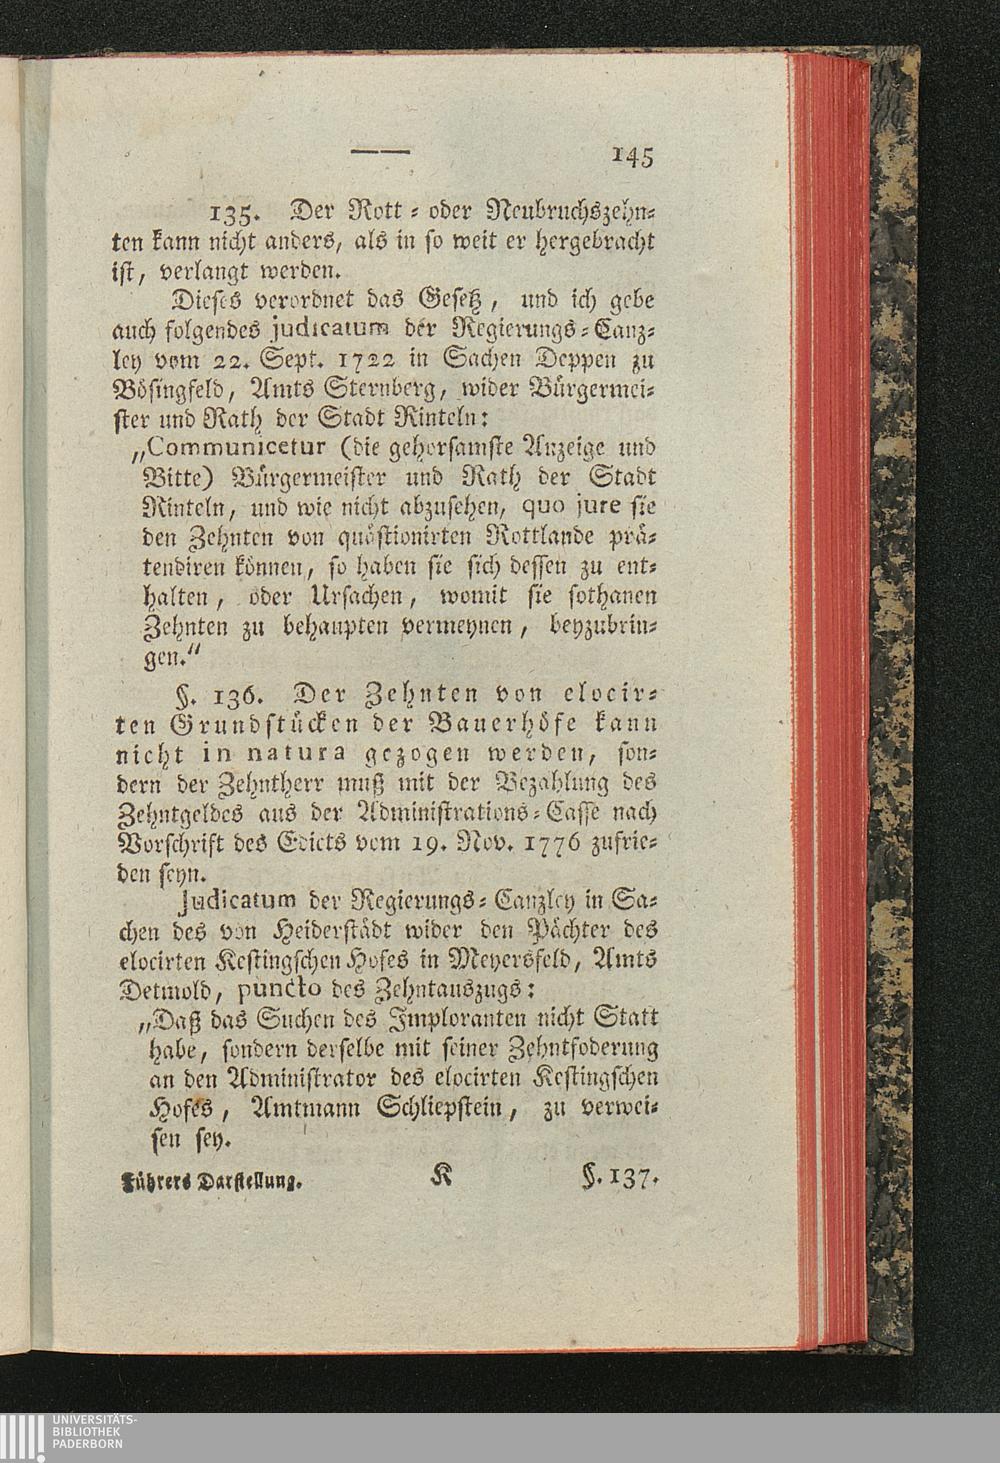 —— 145
135. Der Rott- oder Neubruchszehn-
ten kann nicht anders, als in so weit er hergebracht
ist, verlangt werden.
Dieses verordnet das Gesetz, und ich gebe
auch folgendes judicatum der Regierungs-Canz-
ley vom 22. Sept. 1722 in Sachen Deppen zu
Bösingfeld, Amts Sternberg, wider Bürgermei-
ster und Rath der Stadt Rinteln:
„Communicetur (die gehorsamste Anzeige und
Bitte) Bürgermeister und Rath der Stadt
Rinteln, und wie nicht abzusehen, quo jure sie
den Zehnten von quästionirten Rottlande prä-
tendiren können, so haben sie sich dessen zu ent-
halten, oder Ursachen, womit sie sothanen
Zehnten zu behaupten vermeynen, beyzubrin-
gen.“
§. 136. Der Zehnten von elocir-
ten Grundstücken der Bauerhöfe kann
nicht in natura gezogen werden, son-
dern der Zehntherr muß mit der Bezahlung des
Zehntgeldes aus der Administrations-Casse nach
Vorschrift des Edicts vom 19. Nov. 1776 zufrie-
den seyn.
Judicatum der Regierungs-Canzley in Sa-
chen des von Heiderstädt wider den Pächter des
elocirten Kestingschen Hofes in Meyersfeld, Amts
Detmold, puncto des Zehntauszugs:
„Daß das Suchen des Imploranten nicht Statt
habe, sondern derselbe mit seiner Zehntfoderung
an den Administrator des elocirten Kestingschen
Hofes, Amtmann Schliepstein, zu verwei-
sen sey.
Führers Darstellung. K §. 137.
UNIVERSITÄTS-
BIBLIOTHEK
PADERBORN